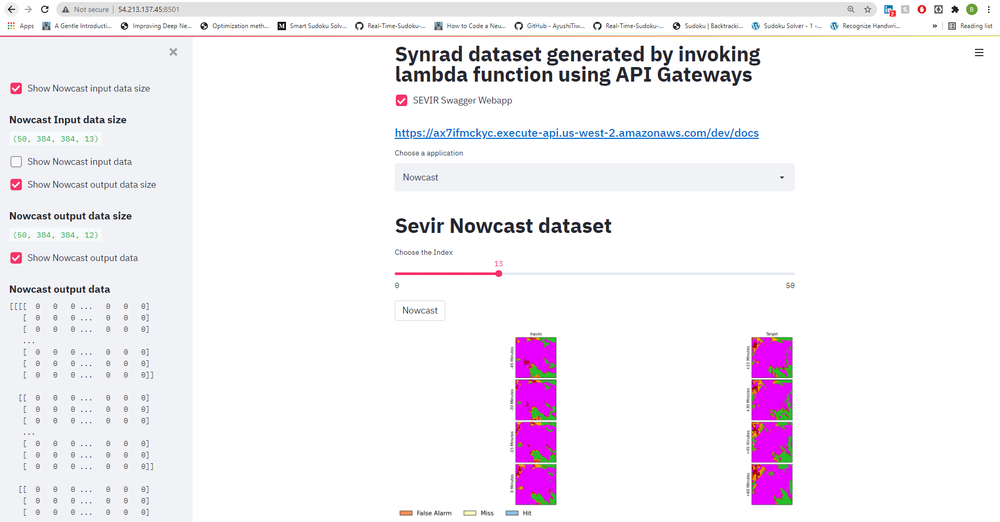 Not secure
54.213.137.45:8501
2
B
Apps
A Gentle Introducti...
Improving Deep Ne...
Optimization meth...
Smart Sudoku Solv...
Real-Time-Sudoku-...
How to Code a Neu...
GitHub - AyushiTiw...
Real-Time-Sudoku-...
Sudoku | Backtracki...
Sudoku Solver - 1 -...
Recognize Handwri...
»
Reading list
Show Nowcast input data size
Nowcast Input data size
(50, 384, 384, 13)
Show Nowcast input data
Show Nowcast output data size
Nowcast output data size
(50, 384, 384, 12)
Show Nowcast output data
Nowcast output data
[[[[ 0 0 0 ... 0 0 0]
[ 0 0 0 ... 0 0 0]
[ 0 0 0 ... 0 0 0]
...
[ 0 0 0 ... 0 0 0]
[ 0 0 0 ... 0 0 0]
[ 0 0 0 ... 0 0 0]]
[[ 0 0 0 ... 0 0 0]
[ 0 0 0 ... 0 0 0]
[ 0 0 0 ... 0 0 0]
...
[ 0 0 0 ... 0 0 0]
[ 0 0 0 ... 0 0 0]
[ 0 0 0 ... 0 0 0]]
[[ 0 0 0 ... 0 0 0]
[ 0 0 0 ... 0 0 0]
[ 0 0 0 ... 0 0 0]
Synrad dataset generated by invoking
lambda function using API Gateways
SEVIR Swagger Webapp
https://ax7ifmckyc.execute-api.us-west-2.amazonaws.com/dev/docs
Choose a application
Nowcast
Sevir Nowcast dataset
Choose the Index
13
0 50
Nowcast
Inputs
-45 Minutes
-30 Minutes
-15 Minutes
0 Minutes
Target
+15 Minutes
+30 Minutes
+45 Minutes
+60 Minutes
False Alarm Miss Hit